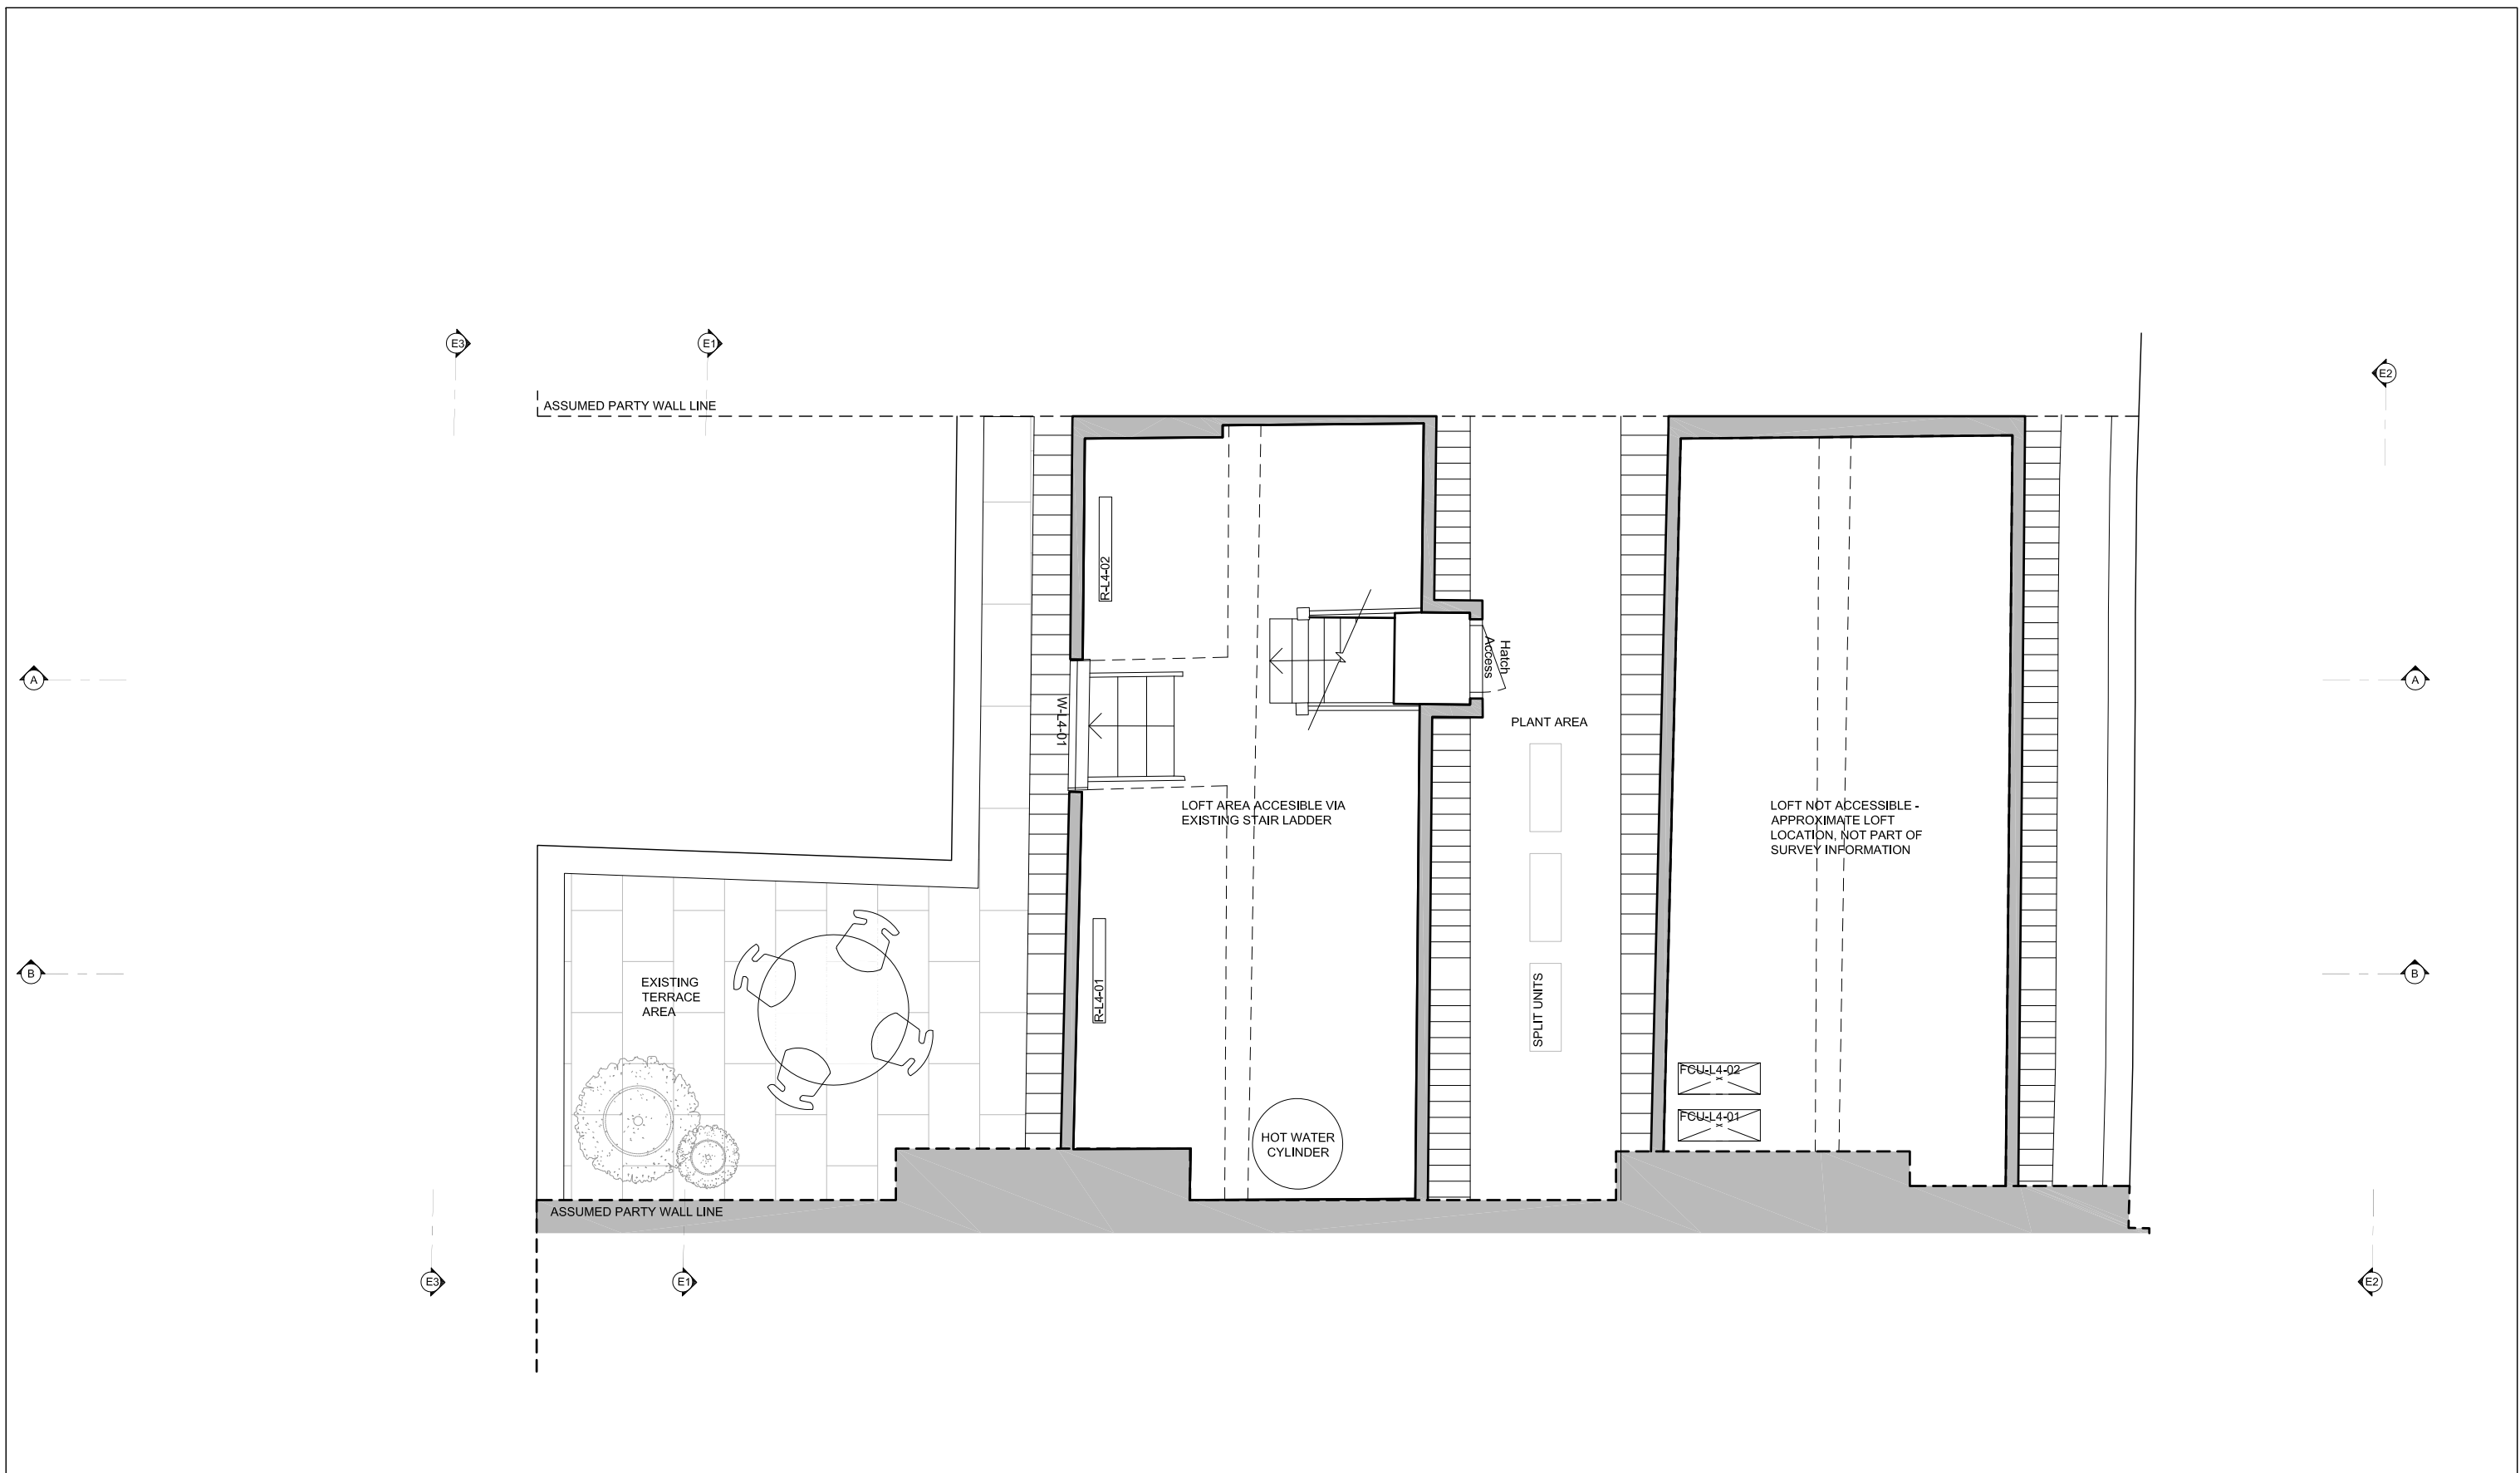 E3
E1
E2
ASSUMED PARTY WALL LINE
R-L4-02
Hatch
Access
A
A
W-L4-01
PLANT AREA
LOFT AREA ACCESIBLE VIA
EXISTING STAIR LADDER
LOFT NOT ACCESSIBLE -
APPROXIMATE LOFT
LOCATION, NOT PART OF
SURVEY INFORMATION
B
B
EXISTING
TERRACE
AREA
R-L4-01
SPLIT UNITS
FCU-L4-02
FCU-L4-01
HOT WATER
CYLINDER
ASSUMED PARTY WALL LINE
E3
E1
E2